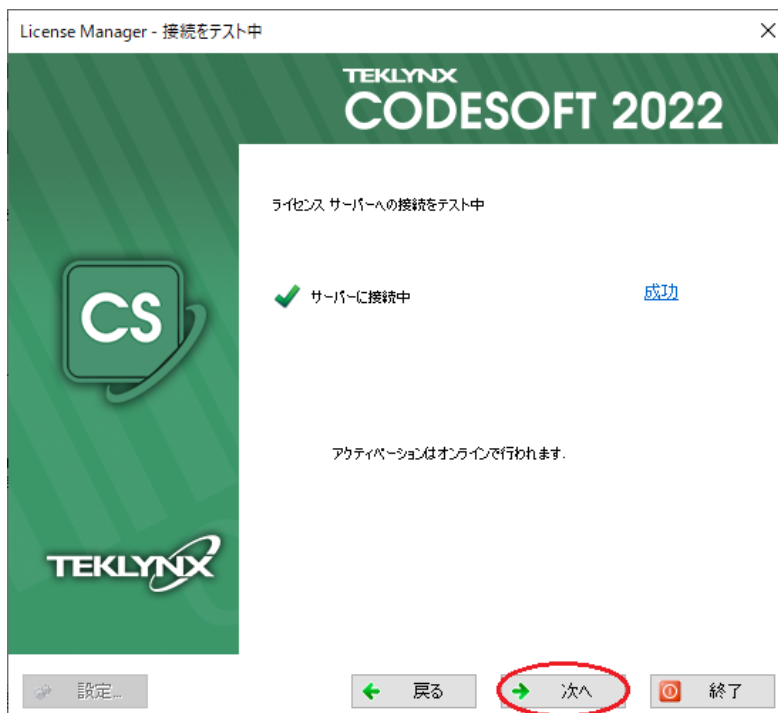 License Manager - 接続をテスト中
TEKLYNX
CODESOFT 2022
ライセンス サーバーへの接続をテスト中
サーバーに接続中
成功
CS
アクティベーションはオンラインで行われます.
TEKLYNX
設定...
戻る
次へ
終了